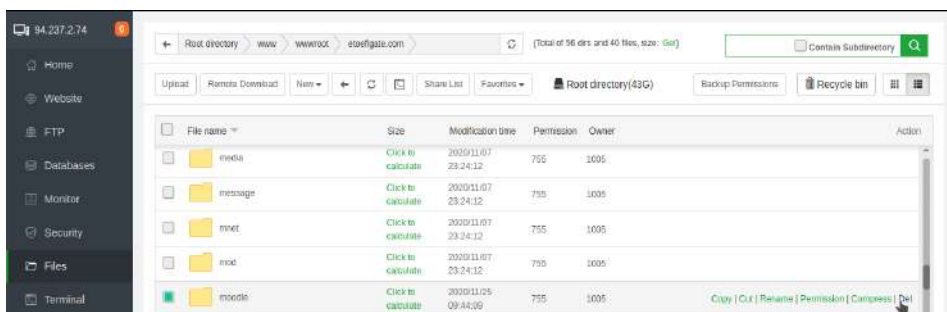 94.237.2.74 0
Home
Website
FTP
Databases
Monitor
Security
Files
Terminal
Root directory www wwwroot etoeflgate.com (Total of 56 dirs and 40 files, size: Get) Contain Subdirectory
Upload Remote Download New Share List Favorites Root directory(43G) Backup Permissions Recycle bin
File name Size Modification time Permission Owner Action
media Click to calculate 2020/11/07 23:24:12 755 1005
message Click to calculate 2020/11/07 23:24:12 755 1005
mnet Click to calculate 2020/11/07 23:24:12 755 1005
mod Click to calculate 2020/11/07 23:24:12 755 1005
moodle Click to calculate 2020/11/25 09:44:09 755 1005 Copy | Cut | Rename | Permission | Compress | Del